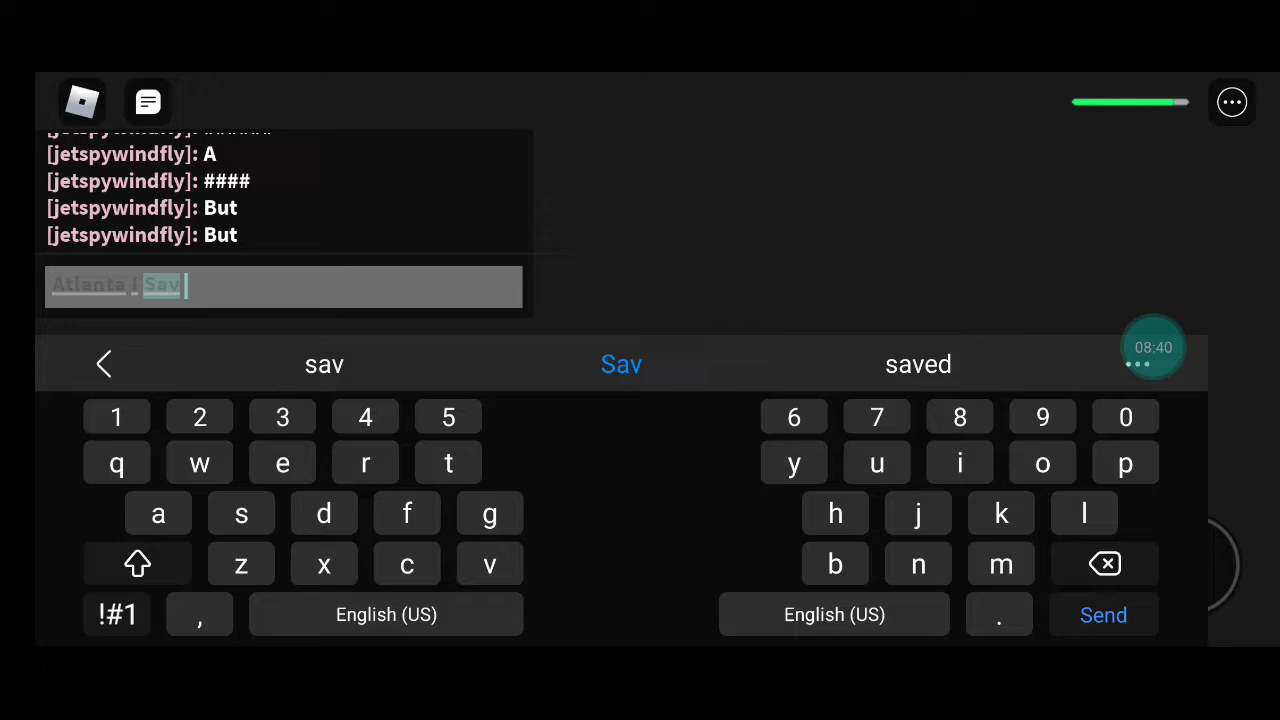 [jetspywindfly]: ######
[jetspywindfly]: A
[jetspywindfly]: ####
[jetspywindfly]: But
[jetspywindfly]: But
Atlanta I Sav
sav Sav saved
08:40
1 2 3 4 5 6 7 8 9 0
q w e r t y u i o p
a s d f g h j k l
z x c v b n m
!#1 , English (US) English (US) . Send